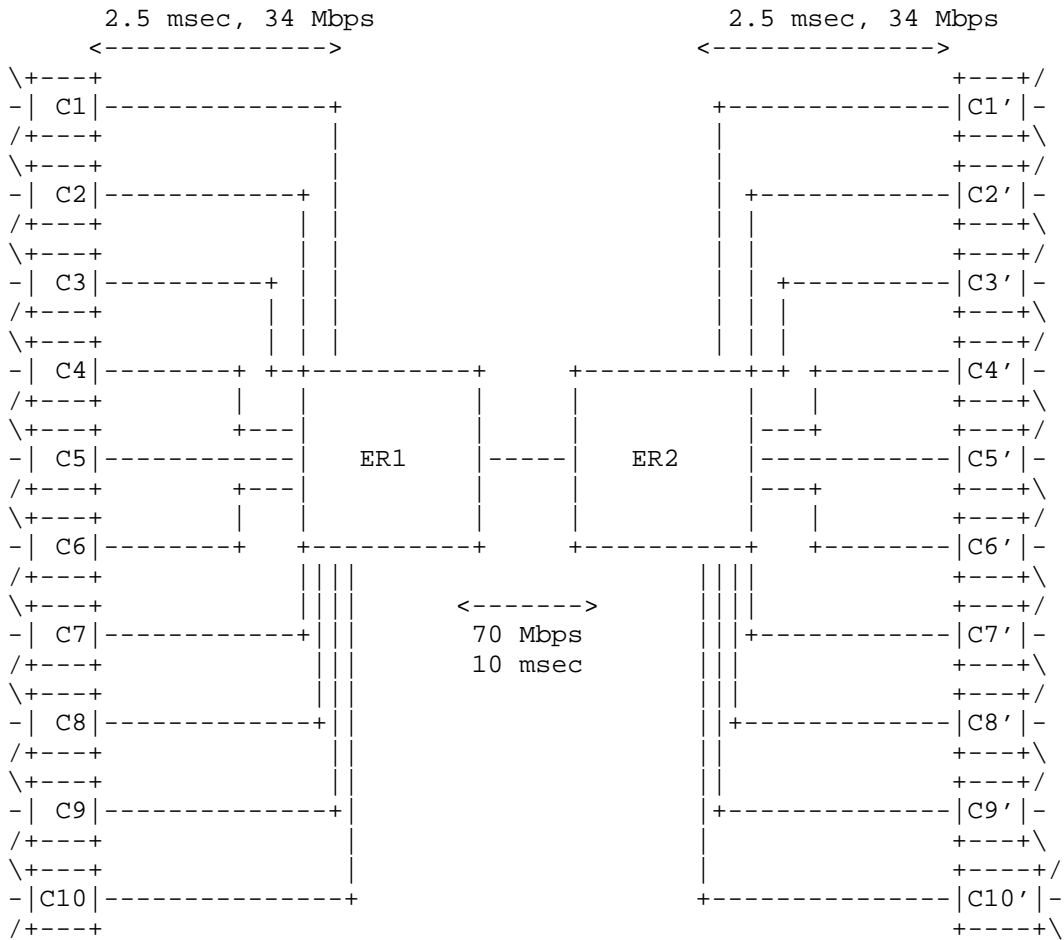 2.5 msec, 34 Mbps 2.5 msec, 34 Mbps
C1 C1’
C2 C2’
C3 C3’
C4 C4’
C5 ER1 ER2 C5’
C6 C6’
C7 70 Mbps C7’
10 msec
C8 C8’
C9 C9’
C10 C10’